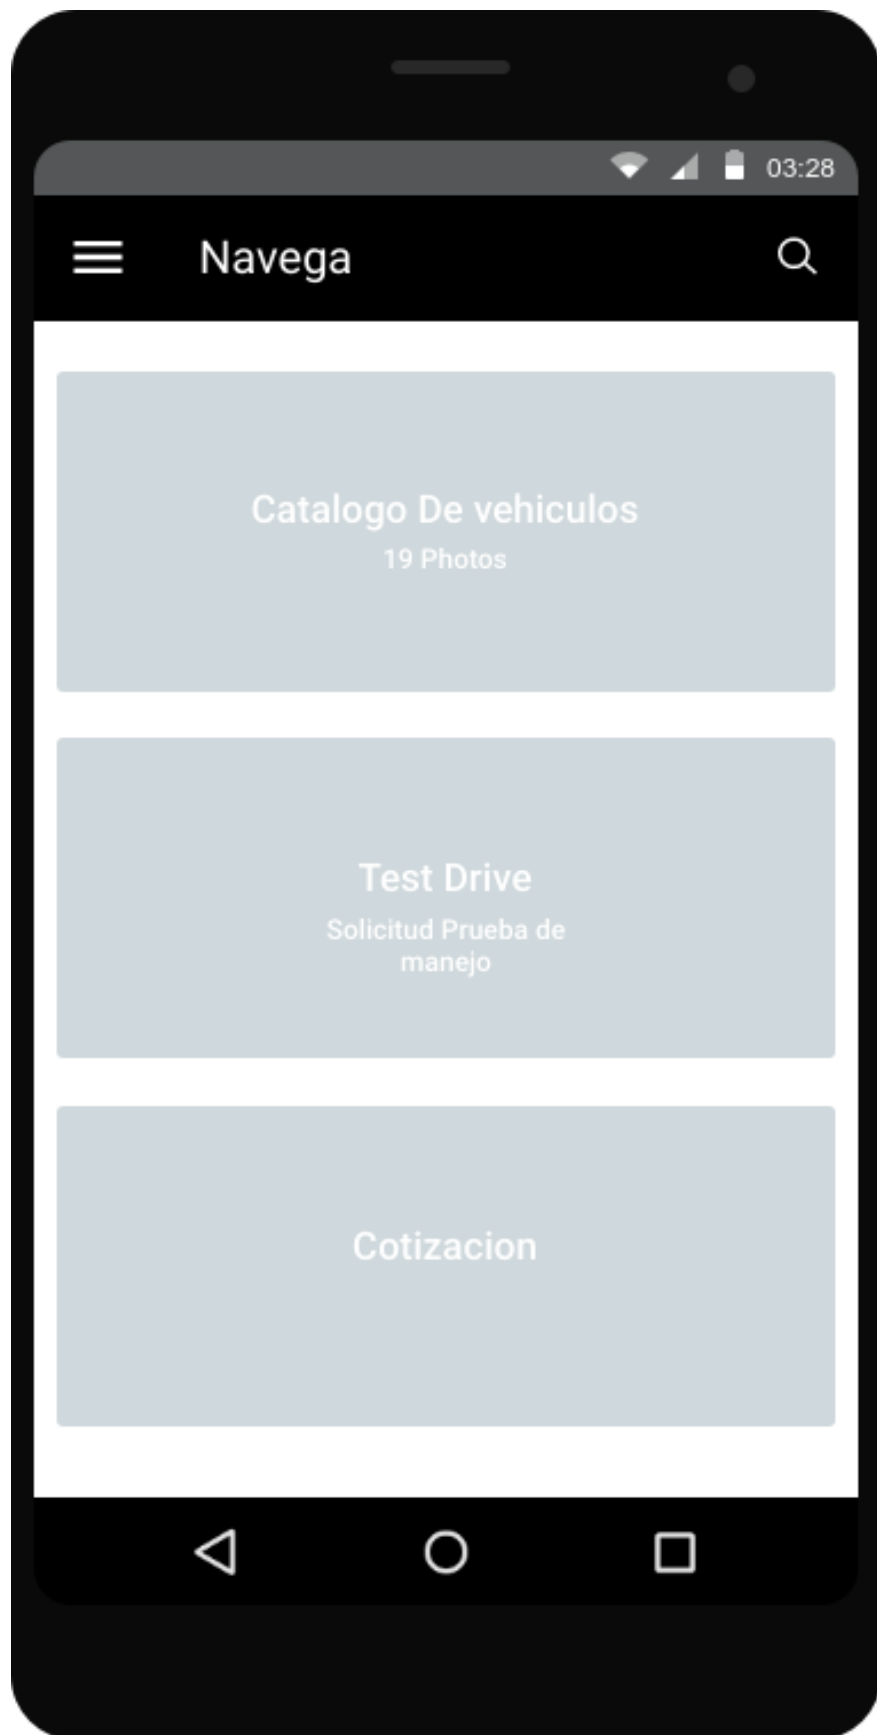 03:28
Navega
Catalogo De vehiculos
19 Photos
Test Drive
Solicitud Prueba de
manejo
Cotizacion